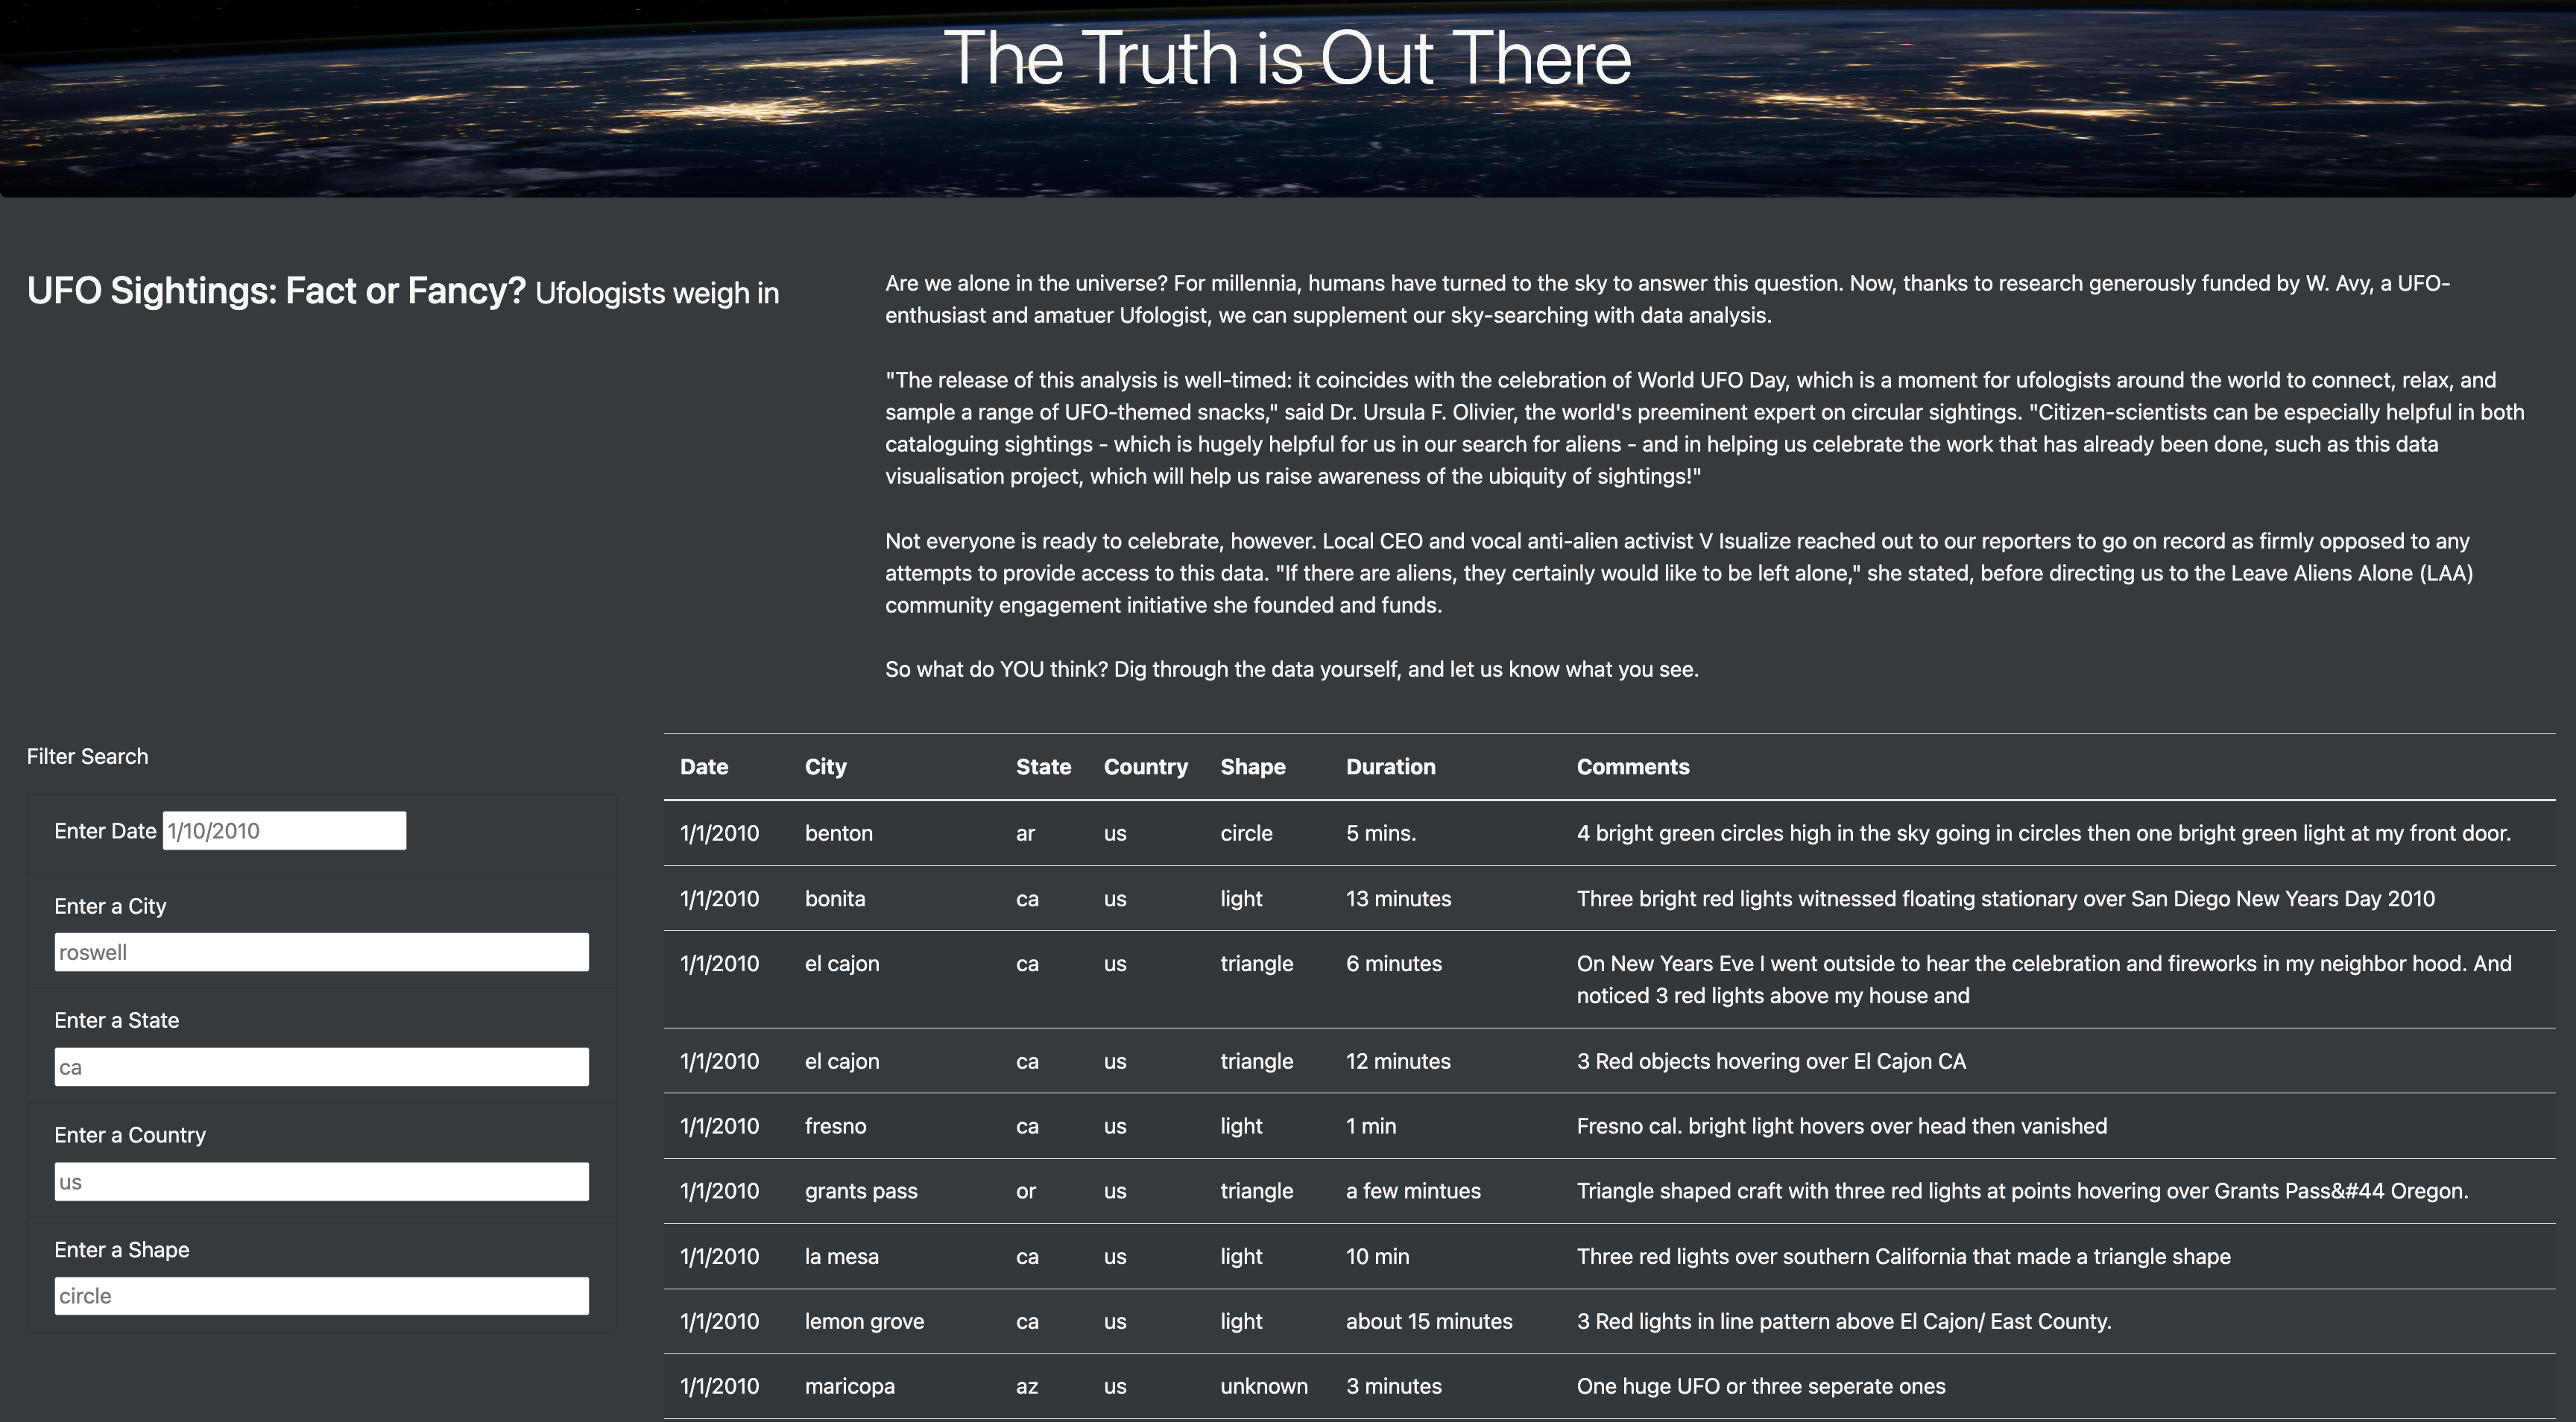 The Truth is Out There
UFO Sightings: Fact or Fancy? Ufologists weigh in
Are we alone in the universe? For millennia, humans have turned to the sky to answer this question. Now, thanks to research generously funded by W. Avy, a UFO-
enthusiast and amatuer Ufologist, we can supplement our sky-searching with data analysis.
"The release of this analysis is well-timed: it coincides with the celebration of World UFO Day, which is a moment for ufologists around the world to connect, relax, and
sample a range of UFO-themed snacks," said Dr. Ursula F. Olivier, the world's preeminent expert on circular sightings. "Citizen-scientists can be especially helpful in both
cataloguing sightings - which is hugely helpful for us in our search for aliens - and in helping us celebrate the work that has already been done, such as this data
visualisation project, which will help us raise awareness of the ubiquity of sightings!"
Not everyone is ready to celebrate, however. Local CEO and vocal anti-alien activist V Isualize reached out to our reporters to go on record as firmly opposed to any
attempts to provide access to this data. "If there are aliens, they certainly would like to be left alone," she stated, before directing us to the Leave Aliens Alone (LAA)
community engagement initiative she founded and funds.
So what do YOU think? Dig through the data yourself, and let us know what you see.
Filter Search
Enter Date 1/10/2010
Enter a City
roswell
Enter a State
ca
Enter a Country
us
Enter a Shape
circle
Date City State Country Shape Duration Comments
1/1/2010 benton ar us circle 5 mins. 4 bright green circles high in the sky going in circles then one bright green light at my front door.
1/1/2010 bonita ca us light 13 minutes Three bright red lights witnessed floating stationary over San Diego New Years Day 2010
1/1/2010 el cajon ca us triangle 6 minutes On New Years Eve I went outside to hear the celebration and fireworks in my neighbor hood. And
noticed 3 red lights above my house and
1/1/2010 el cajon ca us triangle 12 minutes 3 Red objects hovering over El Cajon CA
1/1/2010 fresno ca us light 1 min Fresno cal. bright light hovers over head then vanished
1/1/2010 grants pass or us triangle a few mintues Triangle shaped craft with three red lights at points hovering over Grants Pass&#44 Oregon.
1/1/2010 la mesa ca us light 10 min Three red lights over southern California that made a triangle shape
1/1/2010 lemon grove ca us light about 15 minutes 3 Red lights in line pattern above El Cajon/ East County.
1/1/2010 maricopa az us unknown 3 minutes One huge UFO or three seperate ones